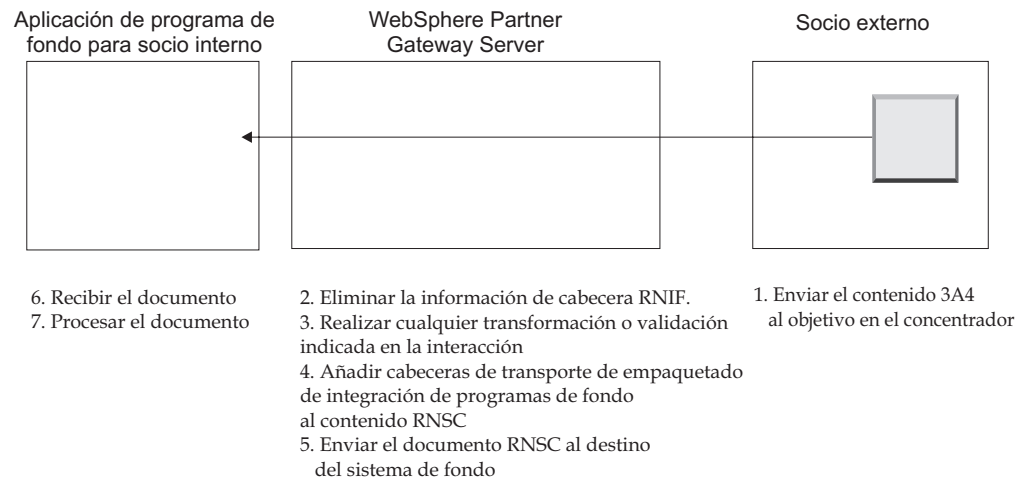 Aplicación de programa de
fondo para socio interno
WebSphere Partner
Gateway Server
Socio externo
6. Recibir el documento
7. Procesar el documento
2. Eliminar la información de cabecera RNIF.
3. Realizar cualquier transformación o validación
indicada en la interacción
4. Añadir cabeceras de transporte de empaquetado
de integración de programas de fondo
al contenido RNSC
5. Enviar el documento RNSC al destino
del sistema de fondo
1. Enviar el contenido 3A4
al objetivo en el concentrador